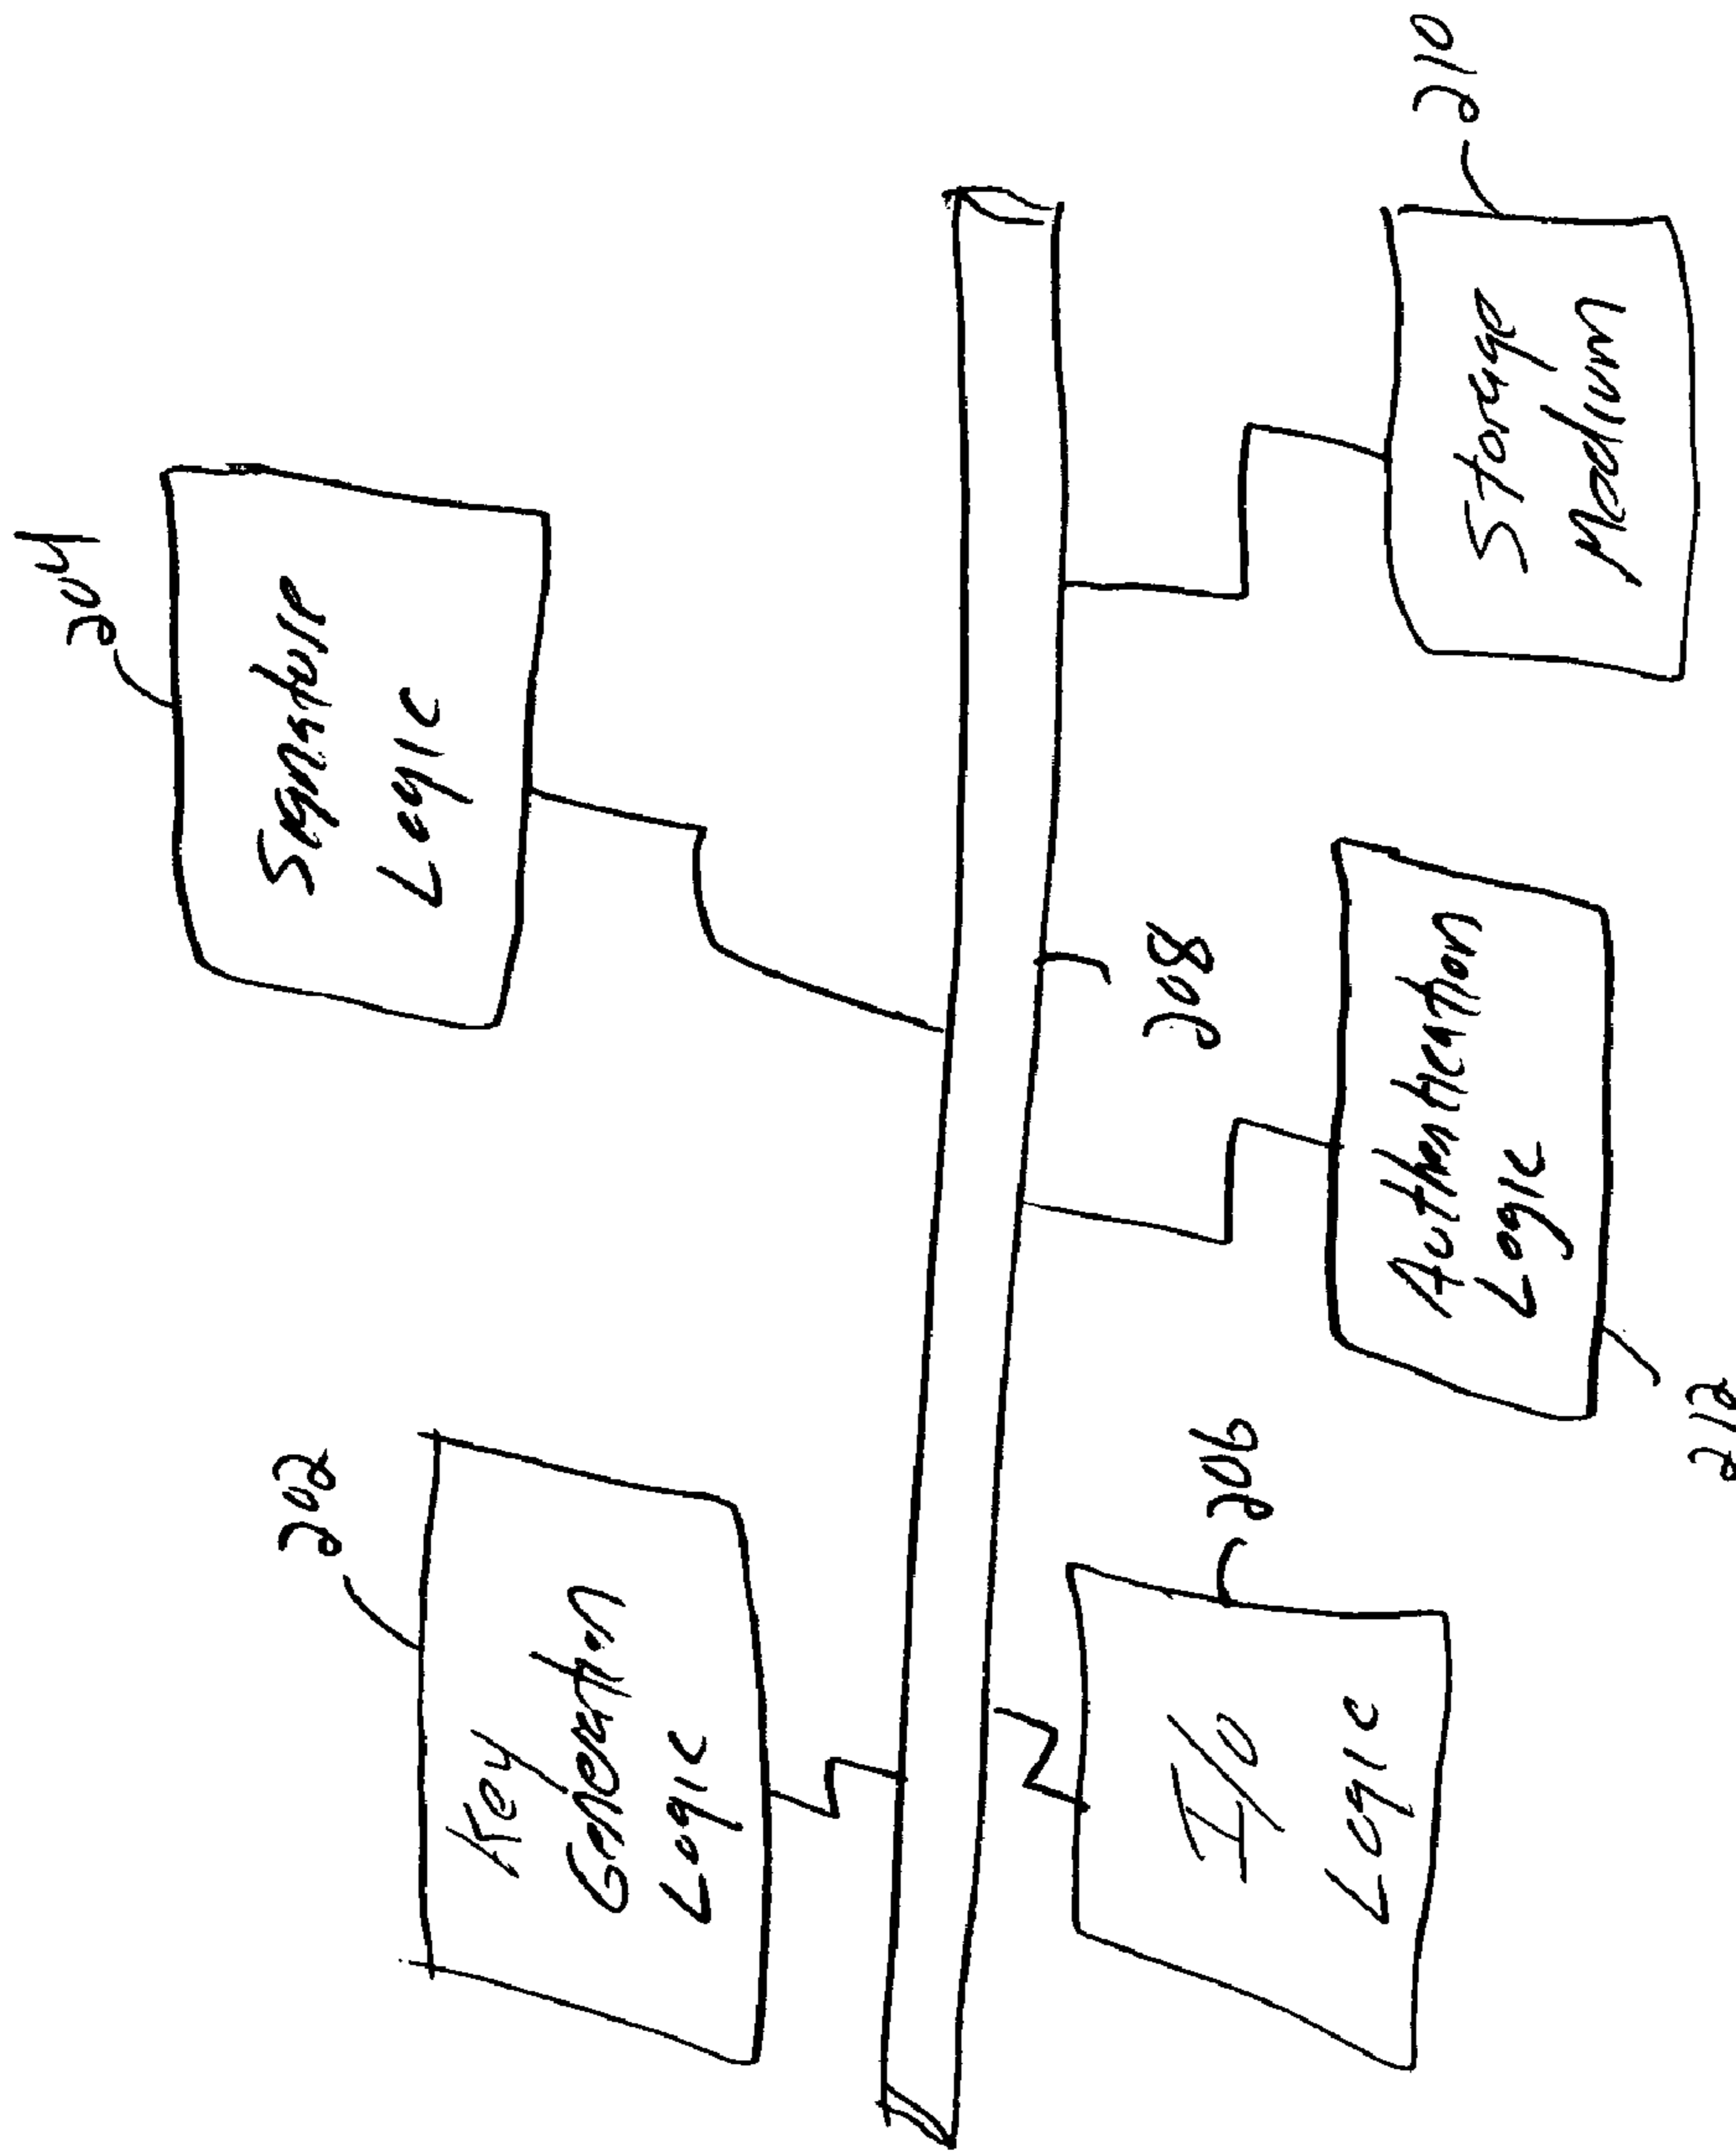 202
Key
Generation
Logic
204
Signature
Logic
206
I/O
Logic
208
212
Authentication
Logic
210
Storage
Medium